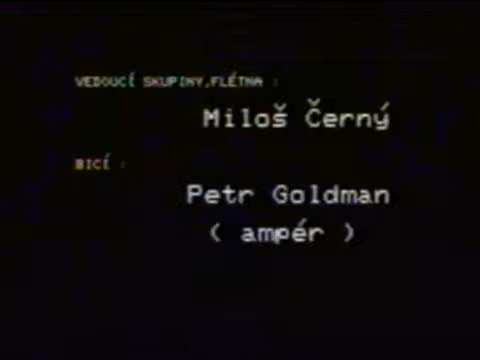 VEDOUCÍ SKUPINY,FLÉTNA :
Miloš Černý
BICÍ :
Petr Goldman
( ampér )